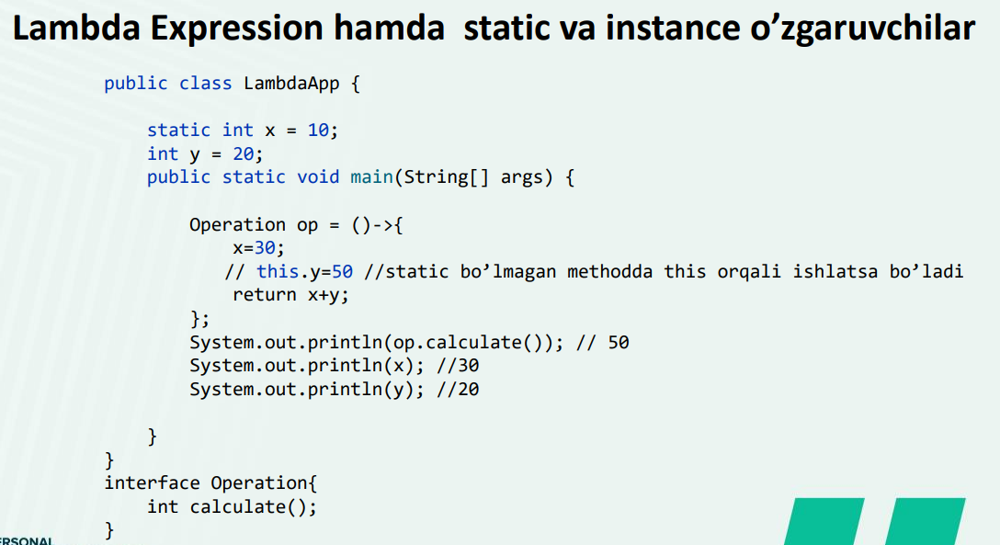 Lambda Expression hamda  static va instance o’zgaruvchilar
public class LambdaApp {
static int x = 10;
int y = 20;
public static void main(String[] args) {
Operation op = ()->{
x=30;
// this.y=50 //static bo’lmagan methodda this orqali ishlatsa bo’ladi
return x+y;
};
System.out.println(op.calculate()); // 50
System.out.println(x); //30
System.out.println(y); //20
}
}
interface Operation{
int calculate();
}